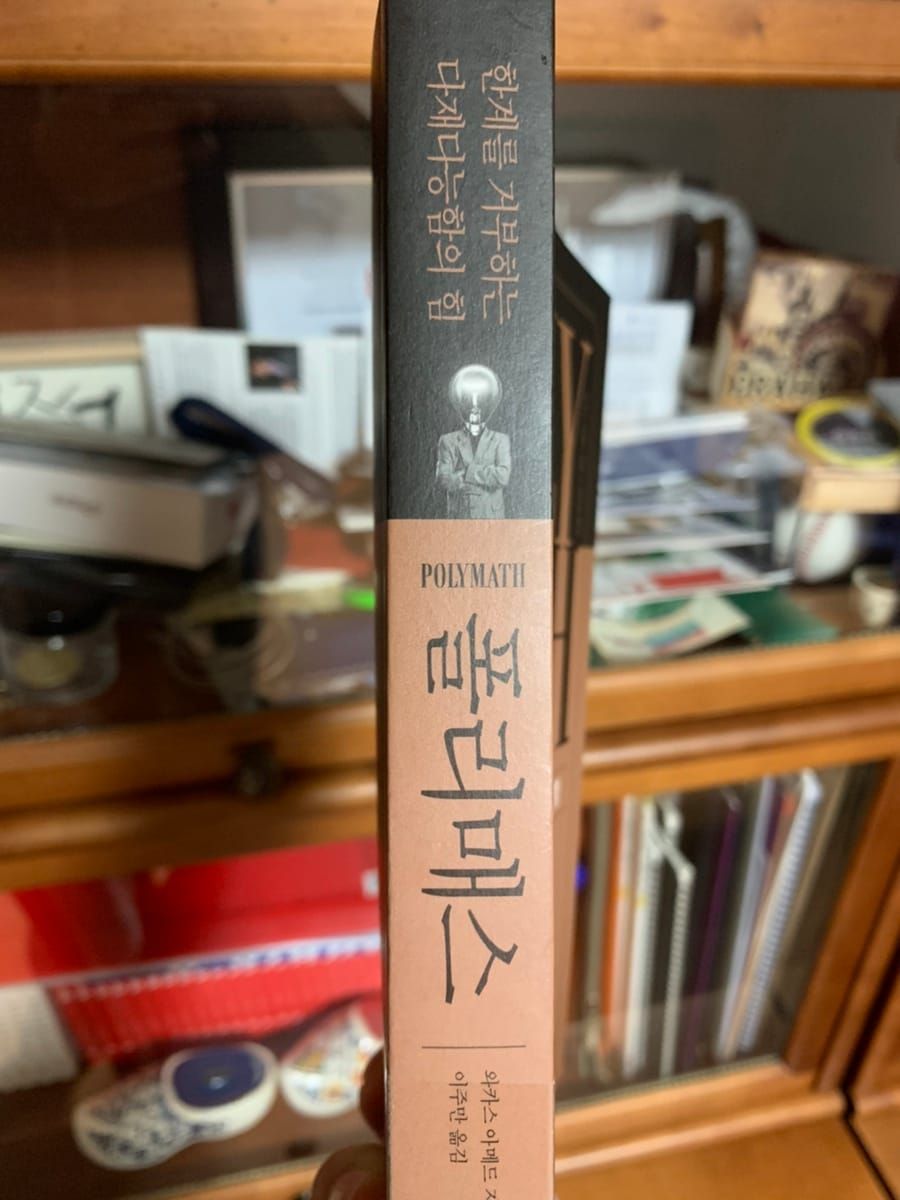 한계를 거부하는
다재다능함의 힘
POLYMATH
폴리매스
와카스 아메드
이주만 옮김